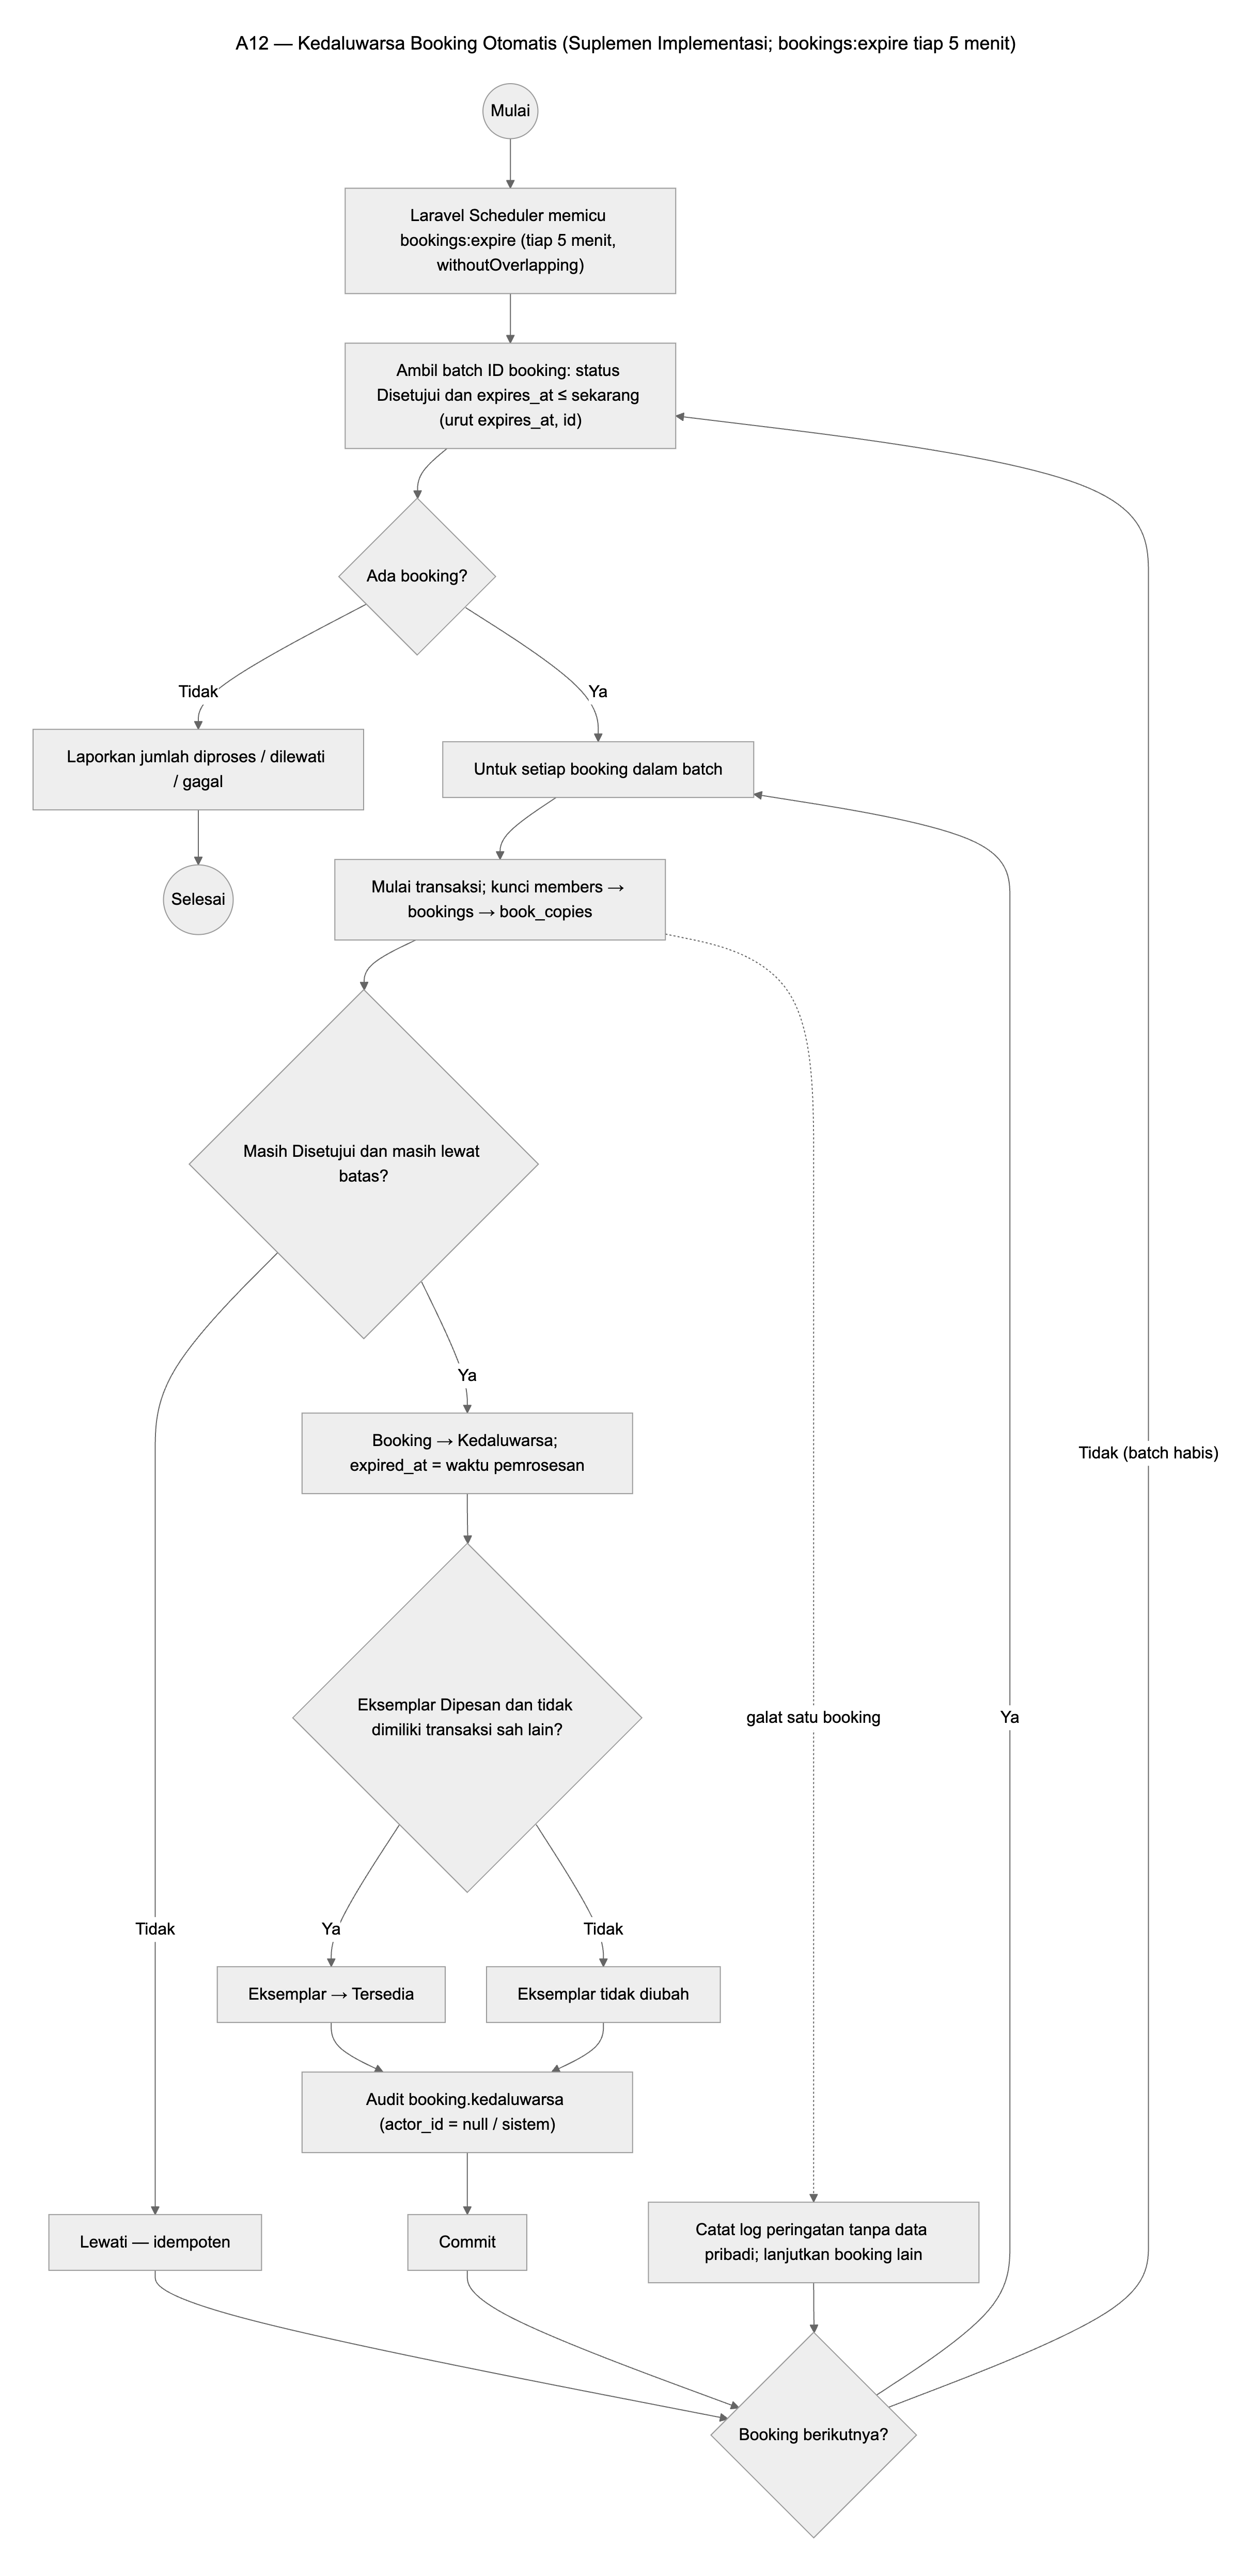 A12 — Kedaluwarsa Booking Otomatis (Suplemen Implementasi; bookings:expire tiap 5 menit)
Mulai
Laravel Scheduler memicu
bookings:expire (tiap 5 menit,
withoutOverlapping)
Ambil batch ID booking: status
Disetujui dan expires_at ≤ sekarang
(urut expires_at, id)
Ada booking?
Tidak
Ya
Laporkan jumlah diproses / dilewati
/ gagal
Untuk setiap booking dalam batch
Selesai
Mulai transaksi; kunci members →
bookings → book_copies
Masih Disetujui dan masih lewat
batas?
Ya
Booking → Kedaluwarsa;
expired_at = waktu pemrosesan
Tidak (batch habis)
Eksemplar Dipesan dan tidak
dimiliki transaksi sah lain?
galat satu booking
Ya
Tidak
Ya
Tidak
Eksemplar → Tersedia
Eksemplar tidak diubah
Audit booking.kedaluwarsa
(actor_id = null / sistem)
Lewati — idempoten
Commit
Catat log peringatan tanpa data
pribadi; lanjutkan booking lain
Booking berikutnya?